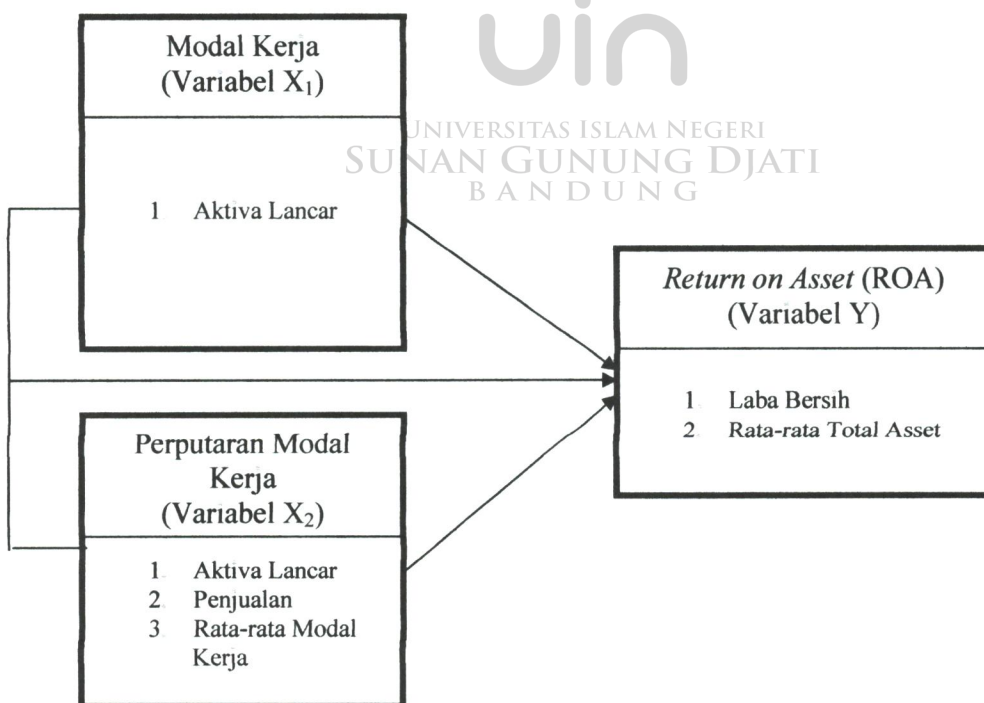 Modal Kerja
(Variabel X₁)
1. Aktiva Lancar
uin
UNIVERSITAS ISLAM NEGERI
SUNAN GUNUNG DJATI
BANDUNG
Return on Asset (ROA)
(Variabel Y)
1. Laba Bersih
2. Rata-rata Total Asset
Perputaran Modal
Kerja
(Variabel X₂)
1. Aktiva Lancar
2. Penjualan
3. Rata-rata Modal
Kerja